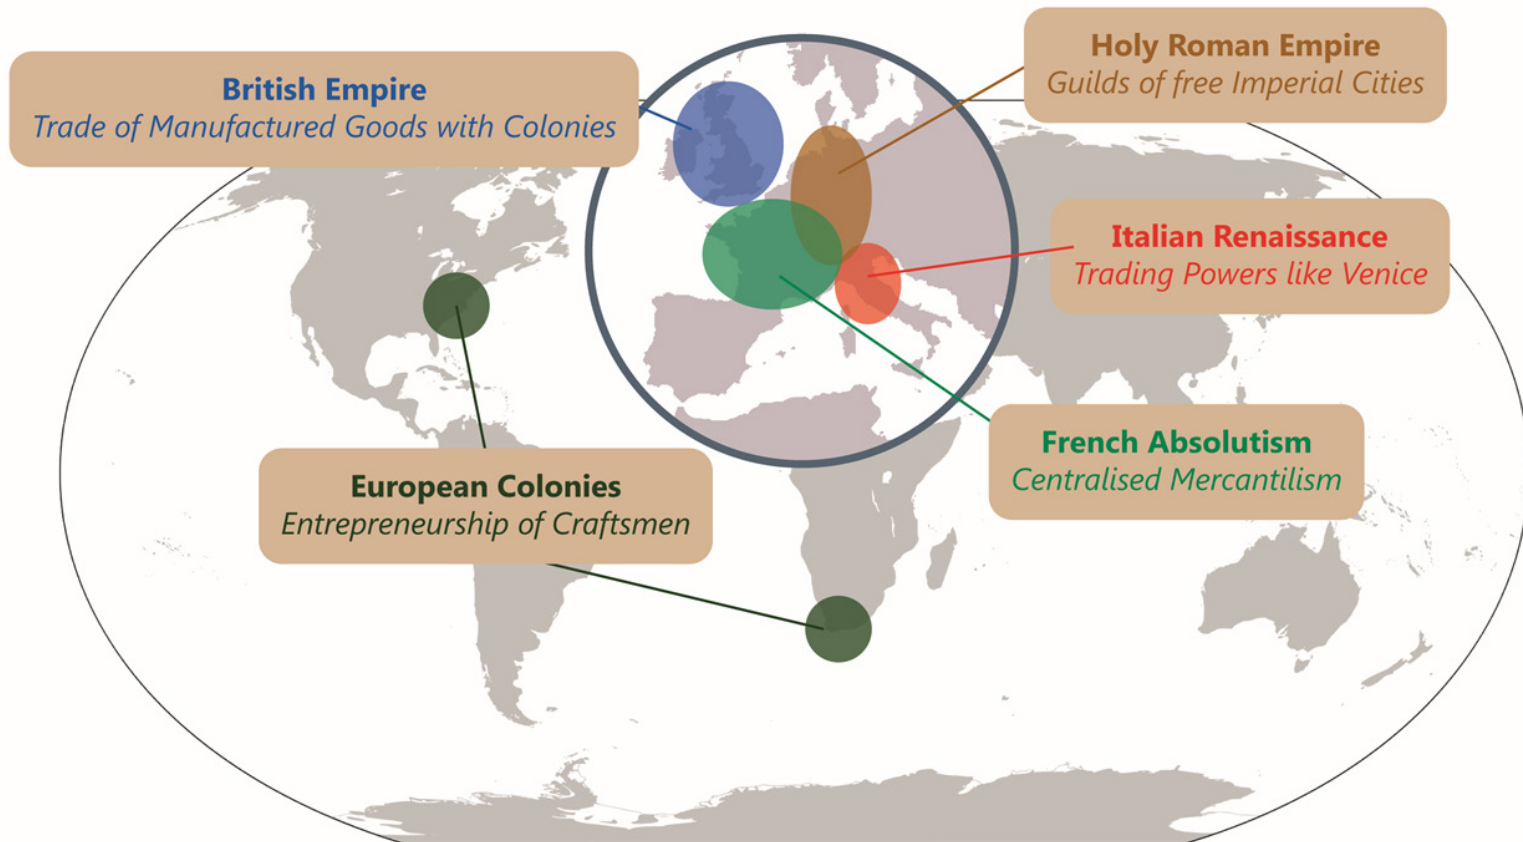 British Empire
Trade of Manufactured Goods with Colonies
Holy Roman Empire
Guilds of free Imperial Cities
Italian Renaissance
Trading Powers like Venice
French Absolutism
Centralised Mercantilism
European Colonies
Entrepreneurship of Craftsmen